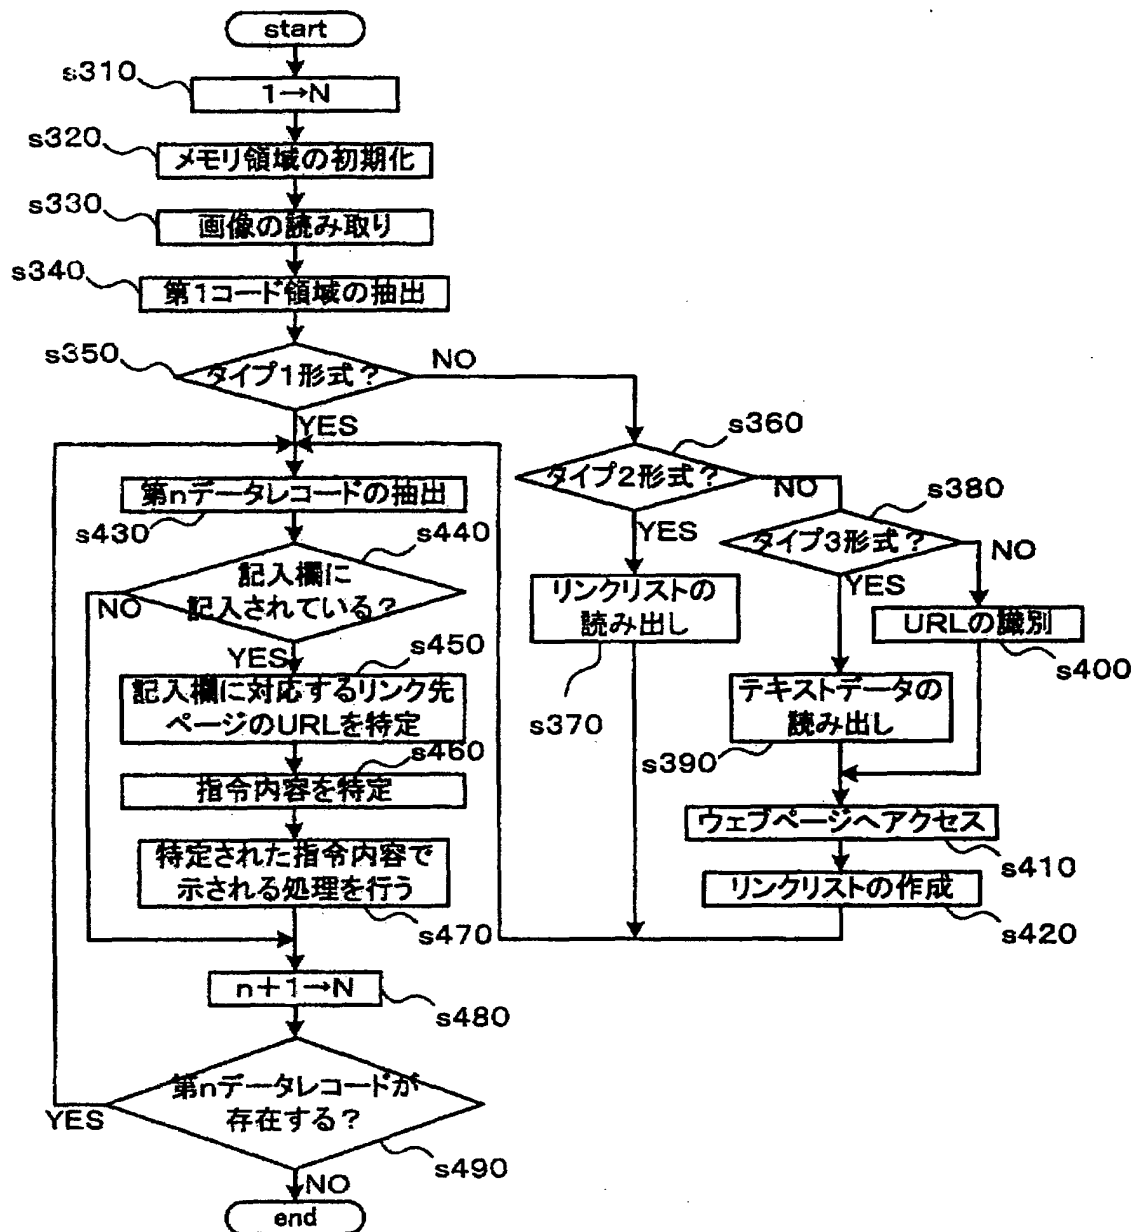 start
s310
1→N
s320
メモリ領域の初期化
s330
画像の読み取り
s340
第1コード領域の抽出
s350
タイプ1形式?
NO
YES
s360
タイプ2形式?
NO
YES
s380
タイプ3形式?
NO
YES
第nデータレコードの抽出
s430
s440
記入欄に
記入されている?
NO
YES
リンクリストの
読み出し
s370
URLの識別
s400
s450
記入欄に対応するリンク先
ページのURLを特定
テキストデータの
読み出し
s390
s460
指令内容を特定
ウェブページへアクセス
s410
特定された指令内容で
示される処理を行う
s470
リンクリストの作成
s420
n+1→N
s480
第nデータレコードが
存在する?
YES
s490
NO
end